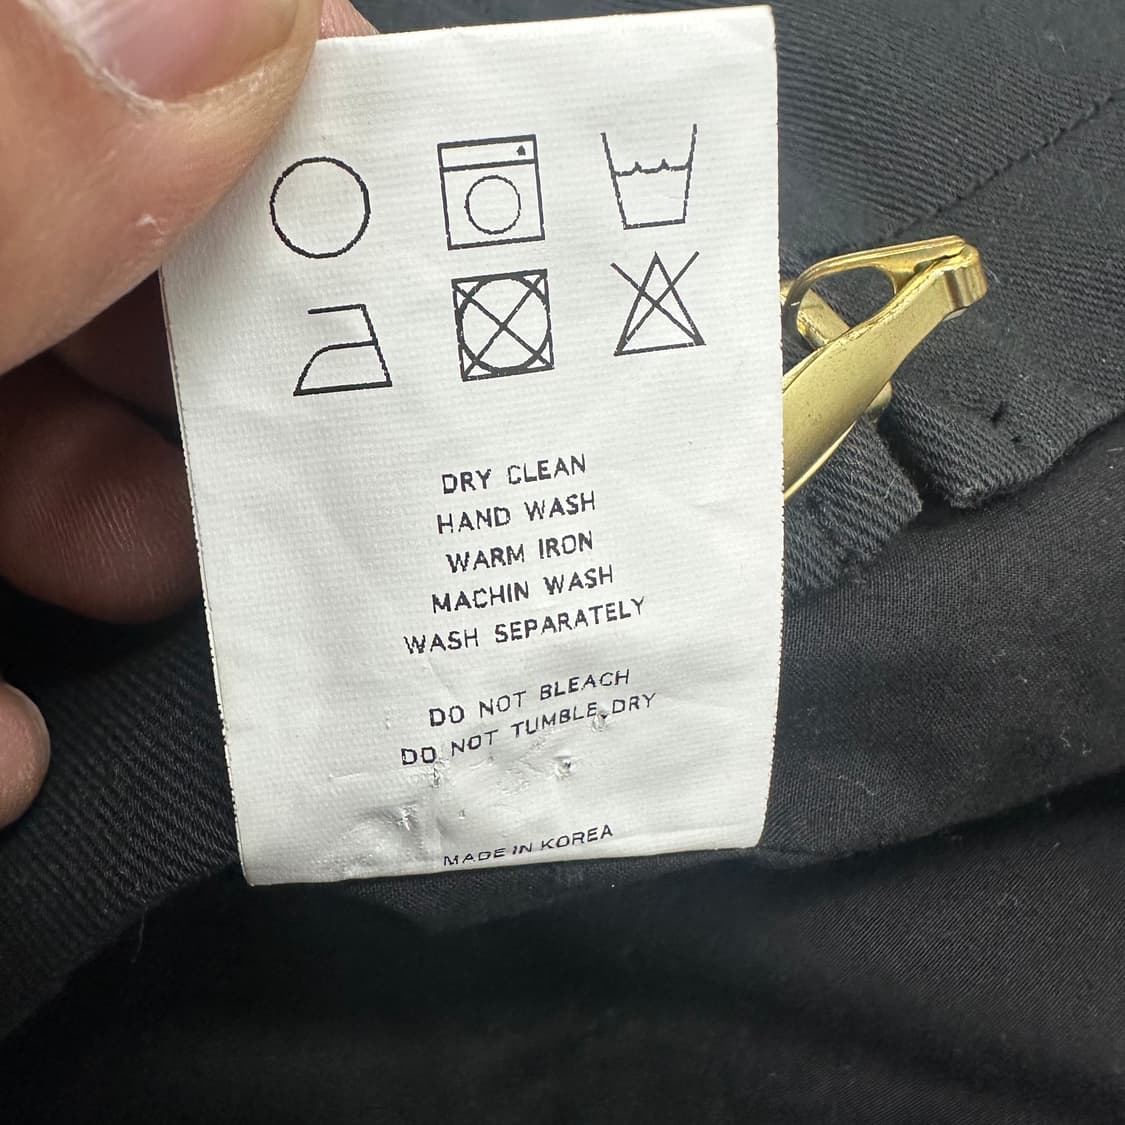 DRY CLEAN
HAND WASH
WARM IRON
MACHIN WASH
WASH SEPARATELY
DO NOT BLEACH
DO NOT TUMBLE DRY
MADE IN KOREA